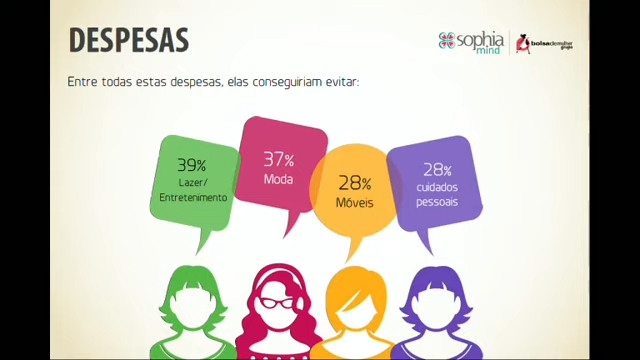 DESPESAS
sophia
mind
bolsademulher
grupo
Entre todas estas despesas, elas conseguiriam evitar:
39%
Lazer/
Entretenimento
37%
Moda
28%
Móveis
28%
cuidados
pessoais